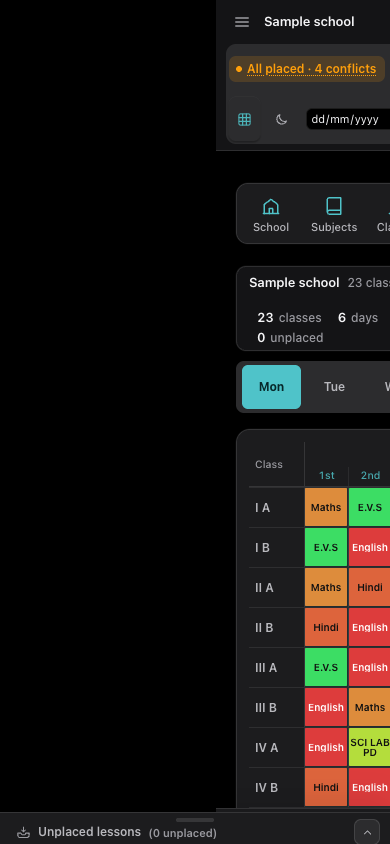 Sample school
All placed · 4 conflicts
dd/mm/yyyy
School Subjects
Sample school 23
23 classes 6 days
0 unplaced
Mon Tue
Class
1st 2nd
I A Maths E.V.S
I B E.V.S English
II A Maths Hindi
II B Hindi English
III A E.V.S English
III B English Maths
IV A English SCI LAB
PD
IV B Hindi English
Unplaced lessons (0 unplaced)